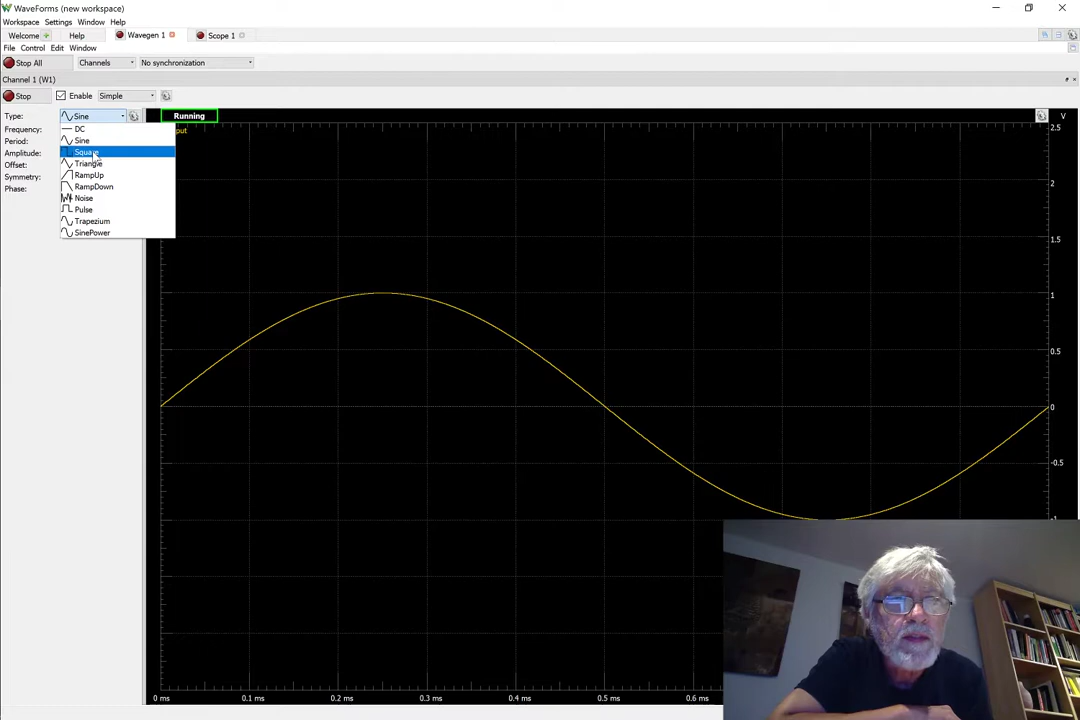 WaveForms (new workspace)
Workspace Settings Window Help
Welcome Help Wavegen 1 Scope 1
File Control Edit Window
Stop All Channels No synchronization
Channel 1 (W1)
Stop Enable Simple
Type: Sine Running V
Frequency: DC put 2.5
Period: Sine
Amplitude: Square
Offset: Triangle
Symmetry: RampUp
Phase: RampDown 2
Noise
Pulse
Trapezium
SinePower 1.5
1
0.5
0
-0.5
-1
0 ms 0.1 ms 0.2 ms 0.3 ms 0.4 ms 0.5 ms 0.6 ms